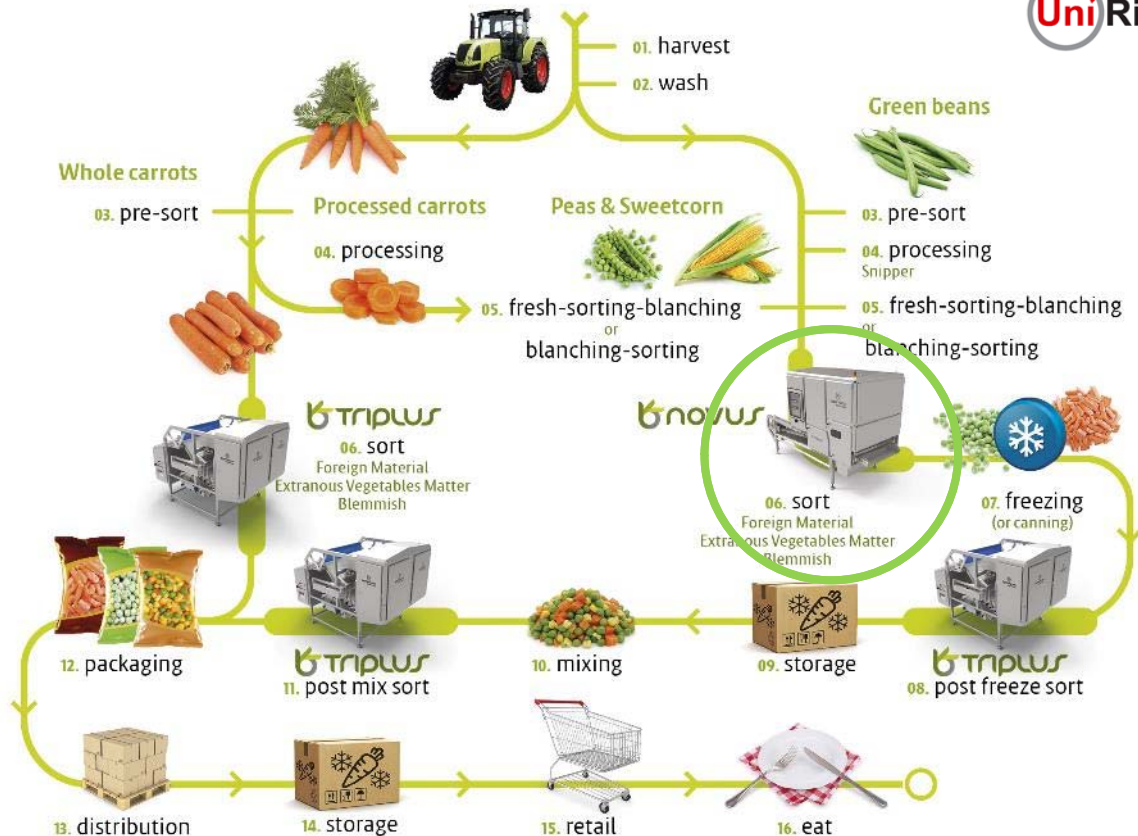 Uni Ri
01. harvest
02. wash
Green beans
Whole carrots
03. pre-sort
Processed carrots
Peas & Sweetcorn
03. pre-sort
04. processing
04. processing
Snipper
05. fresh-sorting-blanching
or
blanching-sorting
05. fresh-sorting-blanching
or
blanching-sorting
TRIPLUS
06. sort
Foreign Material
Extranous Vegetables Matter
Blemmish
novus
06. sort
Foreign Material
Extranous Vegetables Matter
Blemmish
07. freezing
(or canning)
12. packaging
TRIPLUS
11. post mix sort
10. mixing
09. storage
TRIPLUS
08. post freeze sort
13. distribution
14. storage
15. retail
16. eat